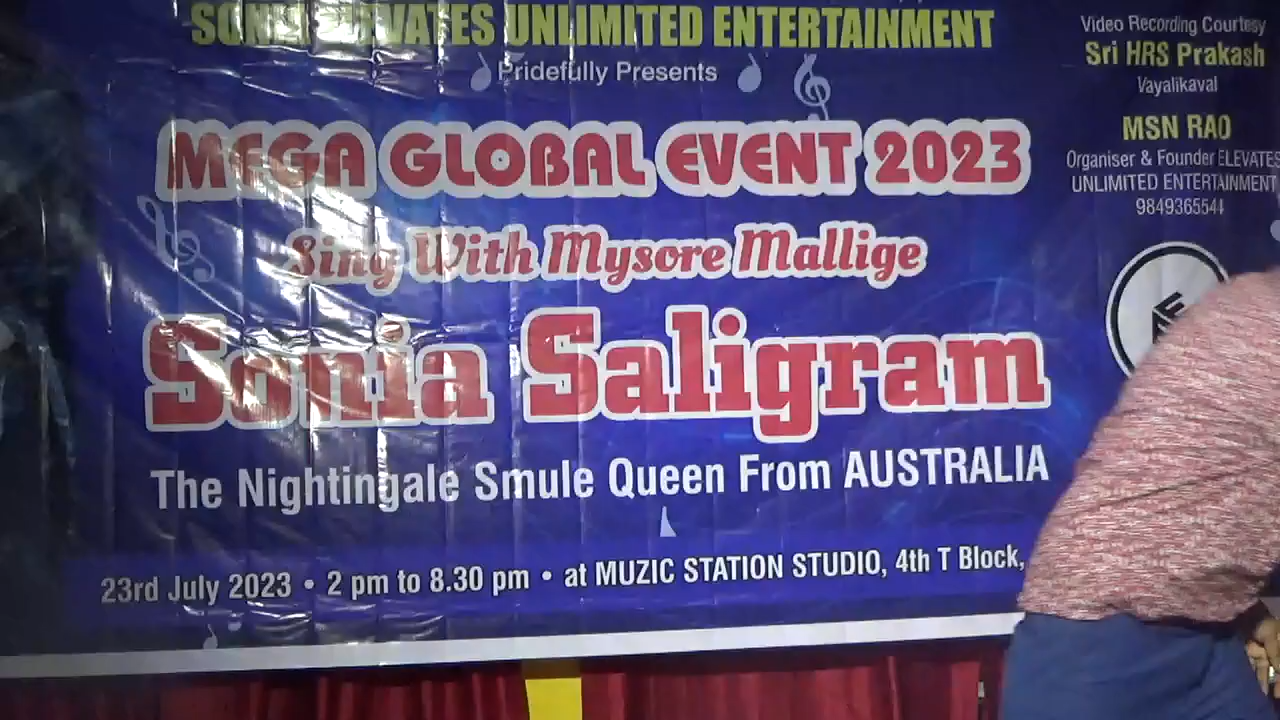 UNLIMITED ENTERTAINMENT
Pridefully Presents
MEGA GLOBAL EVENT 2023
Sing With Mysore Mallige
Sonia Saligram
The Nightingale Smule Queen From AUSTRALIA
23rd July 2023 • 2 pm to 8.30 pm • at MUZIC STATION STUDIO, 4th T Block,
Video Recording Courtesy
Sri HRS Prakash
Vayalikaval
MSN RAO
Organiser & Founder ELEVATES
UNLIMITED ENTERTAINMENT
9849365541